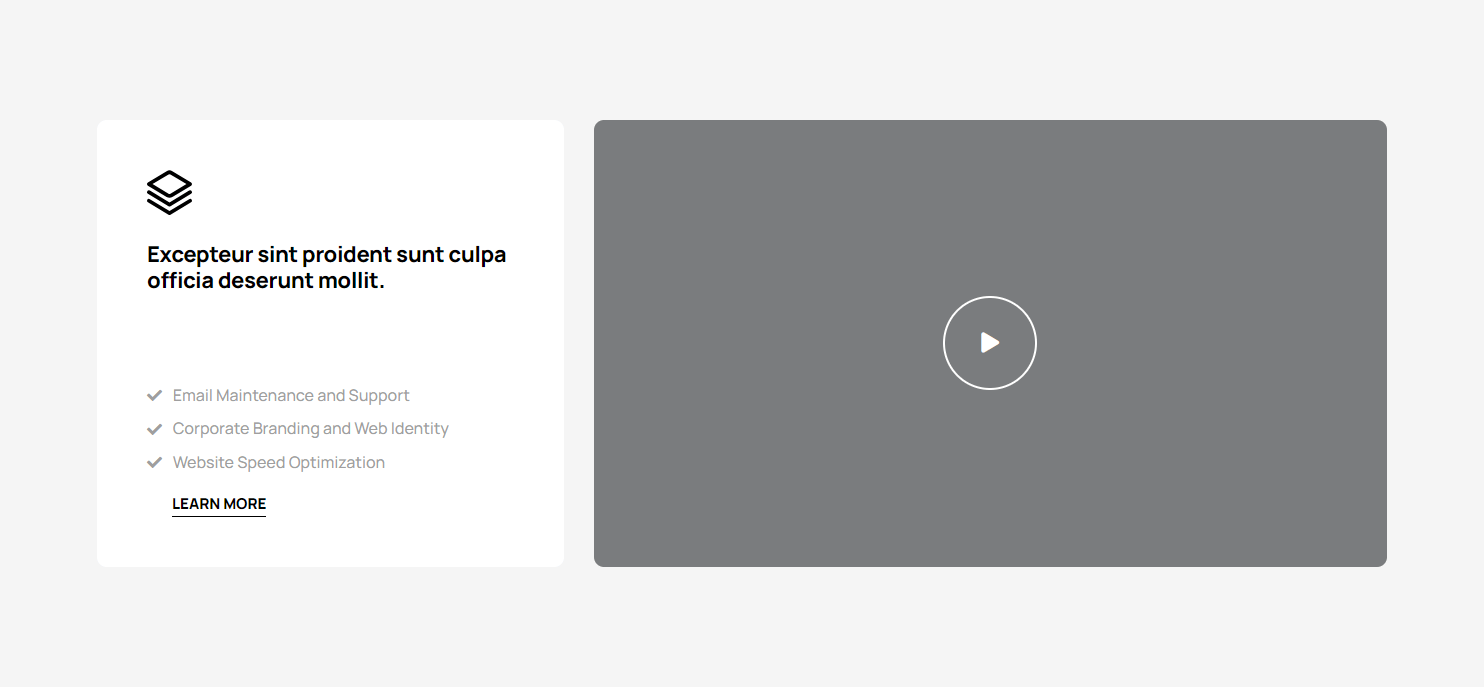 Excepteur sint proident sunt culpa
officia deserunt mollit.
Email Maintenance and Support
Corporate Branding and Web Identity
Website Speed Optimization
LEARN MORE